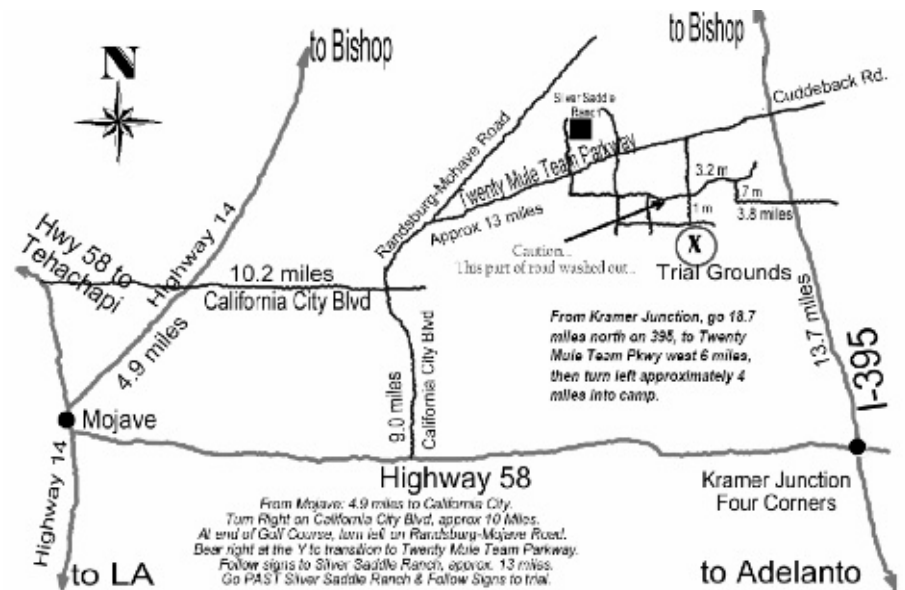 N
to Bishop
to Bishop
Silver Saddle
Ranch
Cuddeback Rd.
Randsburg-Mohave Road
Twenty Mule Team Parkway
Approx 13 miles
3.2 m
.7 m
1 m
3.8 miles
Caution...
This part of road washed out...
X
Trial Grounds
Hwy 58 to
Tehachapi
Highway 14
10.2 miles
California City Blvd
4.9 miles
From Kramer Junction, go 18.7
miles north on 395, to Twenty
Mule Team Pkwy west 6 miles,
then turn left approximately 4
miles into camp.
13.7 miles
I-395
9.0 miles
California City Blvd
Mojave
Highway 14
Highway 58
Kramer Junction
Four Corners
From Mojave: 4.9 miles to California City.
Turn Right on California City Blvd, approx 10 Miles.
At end of Golf Course, turn left on Randsburg-Mojave Road.
Bear right at the Y to transition to Twenty Mule Team Parkway.
Follow signs to Silver Saddle Ranch, approx. 13 miles.
Go PAST Silver Saddle Ranch & Follow Signs to trial.
to LA
to Adelanto